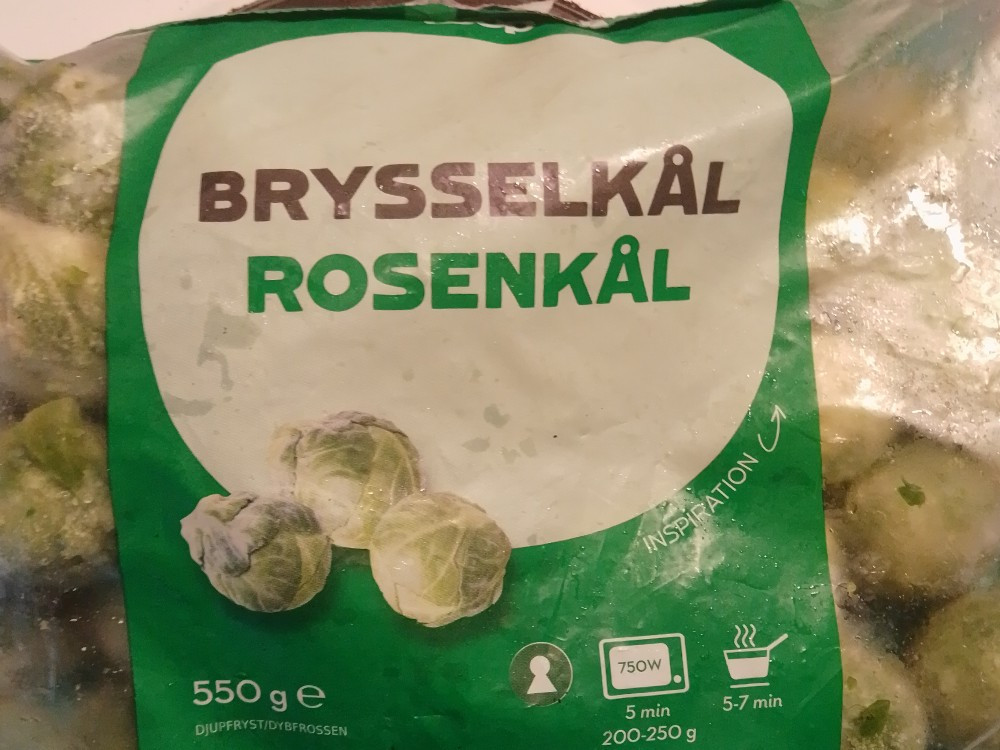 BRYSSELKÅL
ROSENKÅL
INSPIRATION
750W
5 min
200-250 g
5-7 min
550 g e
DJUPFRYST/DYBFROSSEN